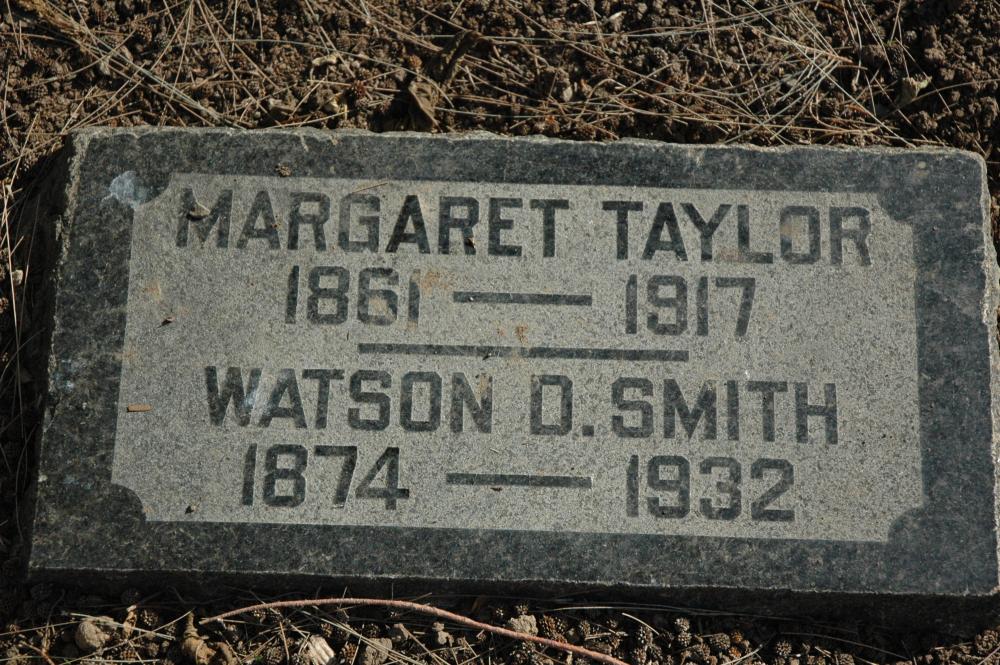 MARGARET TAYLOR
1861 — 1917
WATSON D. SMITH
1874 — 1932